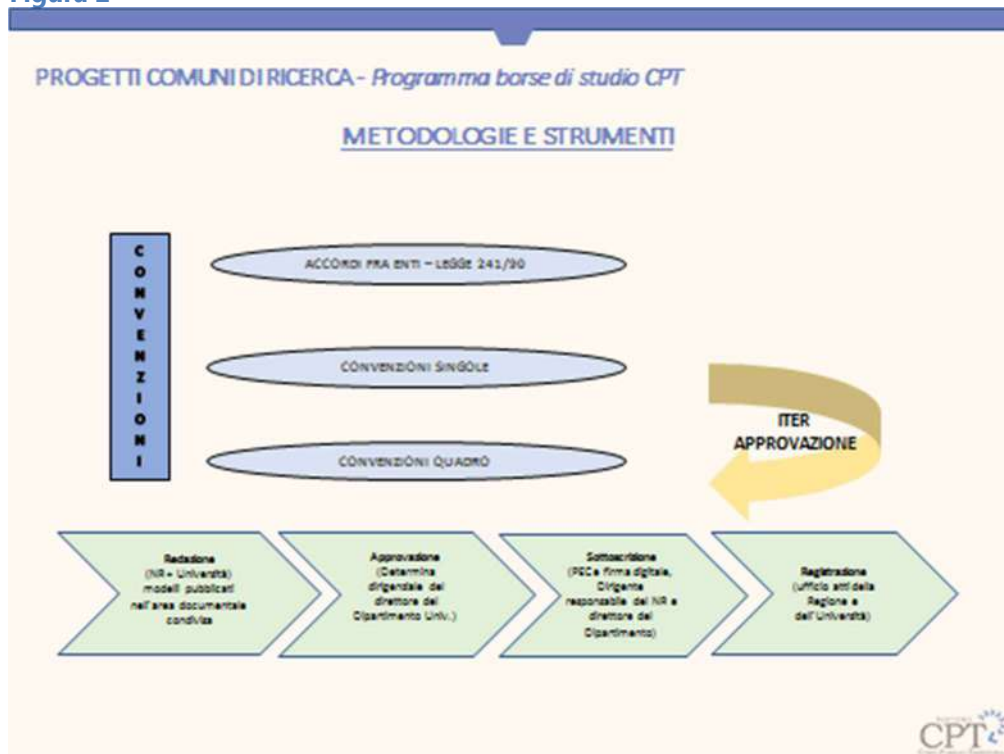 Figura 2
PROGETTI COMUNI DI RICERCA - Programma borse di studio CPT
METODOLOGIE E STRUMENTI
CONVENZIONI
ACCORDI FRA ENTI – LEGGE 241/90
CONVENZIONI SINGOLE
CONVENZIONI QUADRO
ITER
APPROVAZIONE
Redazione
(NR + Università)
modelli pubblicati
nell'area documentale
condivisa
Approvazione
(Determina
dirigenziale del
direttore del
Dipartimento Univ.)
Sottoscrizione
(PEC e firma digitale,
Dirigente
responsabile del NR e
direttore del
Dipartimento)
Registrazione
(ufficio atti della
Regione e
dell'Università)
CPT